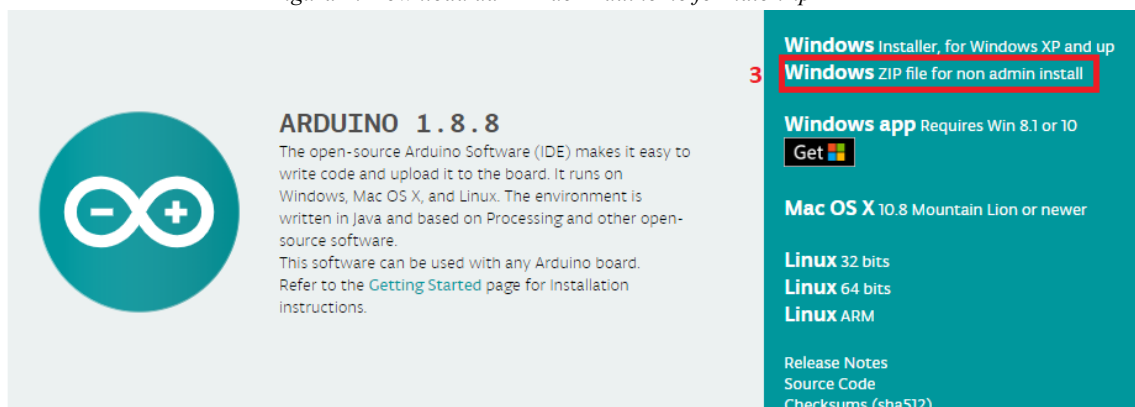 Windows Installer, for Windows XP and up
3 Windows ZIP file for non admin install
Windows app Requires Win 8.1 or 10
Get
Mac OS X 10.8 Mountain Lion or newer
Linux 32 bits
Linux 64 bits
Linux ARM
Release Notes
Source Code
Checksums (sha512)
ARDUINO 1.8.8
The open-source Arduino Software (IDE) makes it easy to
write code and upload it to the board. It runs on
Windows, Mac OS X, and Linux. The environment is
written in Java and based on Processing and other open-
source software.
This software can be used with any Arduino board.
Refer to the Getting Started page for Installation
instructions.